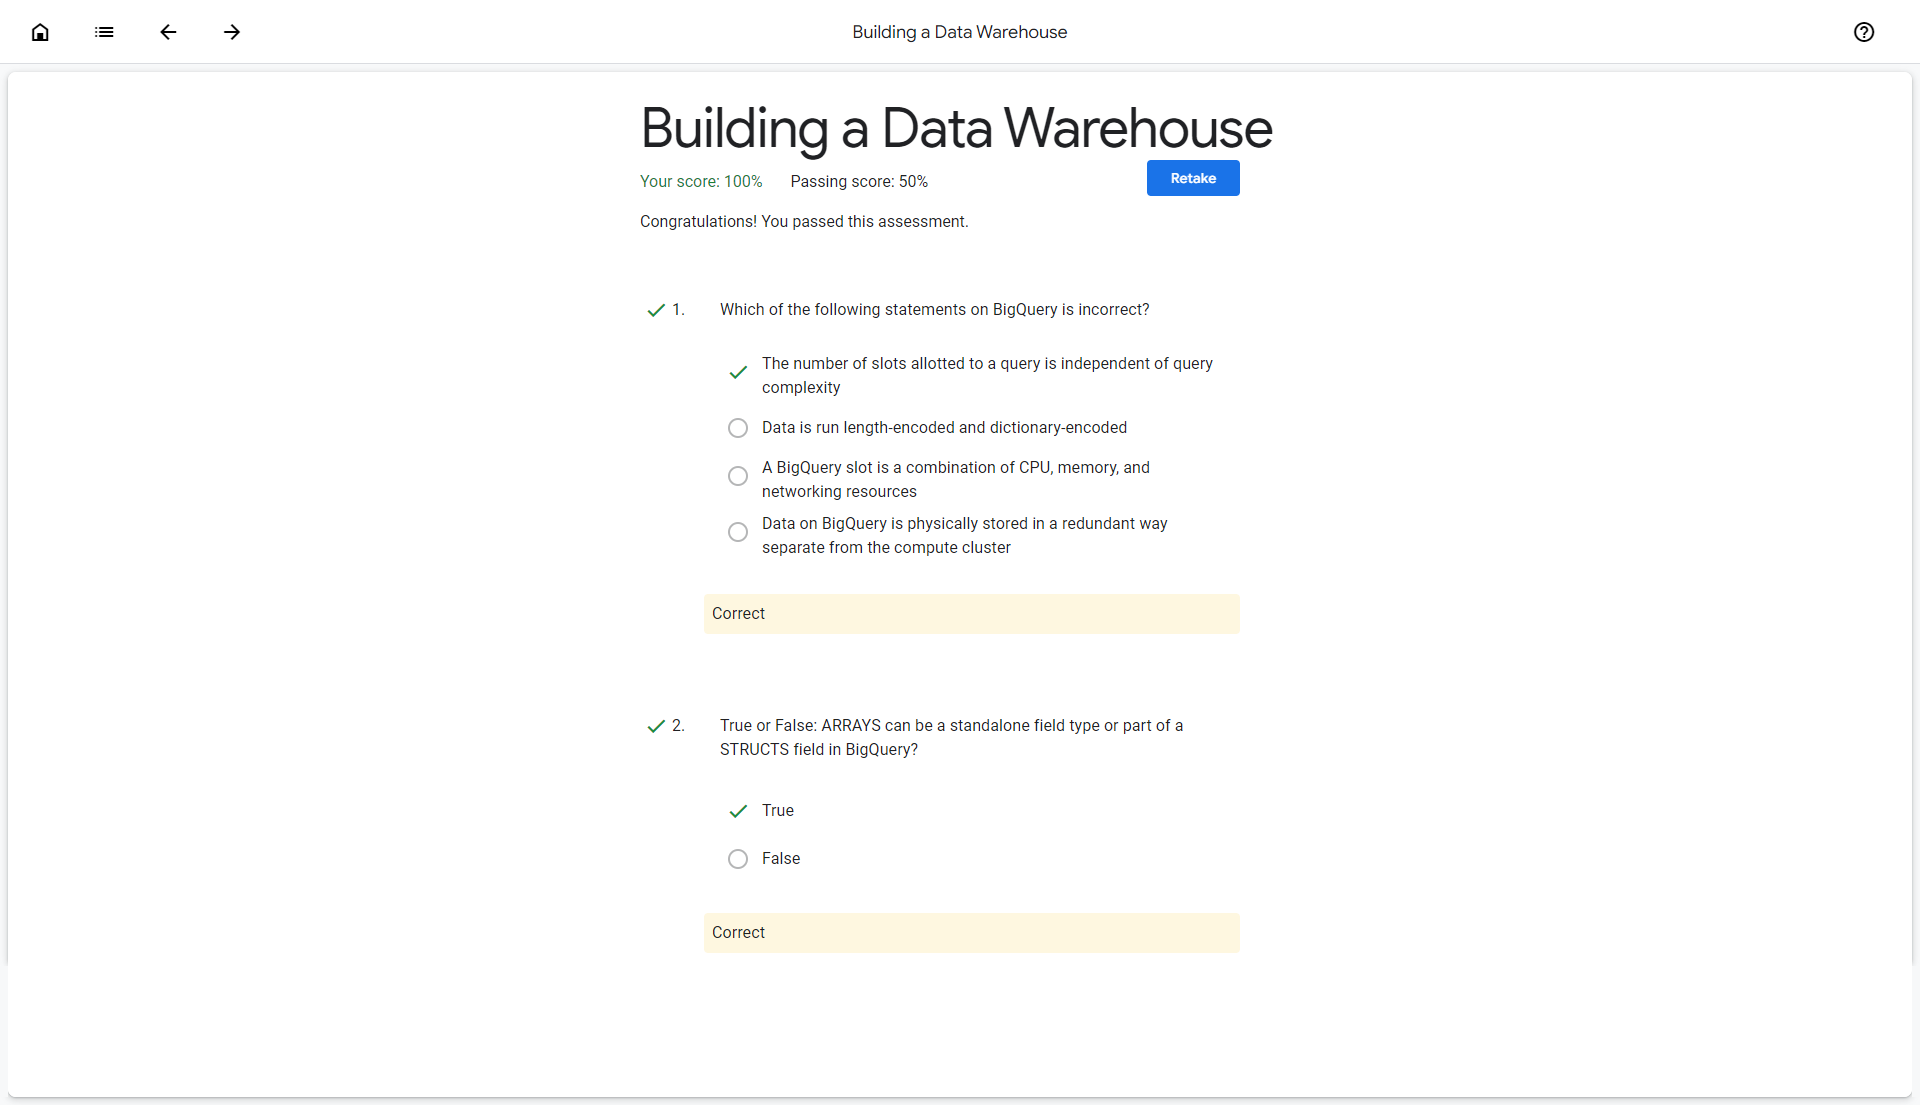 Building a Data Warehouse
Building a Data Warehouse
Your score: 100% Passing score: 50% Retake
Congratulations! You passed this assessment.
1. Which of the following statements on BigQuery is incorrect?
The number of slots allotted to a query is independent of query
complexity
Data is run length-encoded and dictionary-encoded
A BigQuery slot is a combination of CPU, memory, and
networking resources
Data on BigQuery is physically stored in a redundant way
separate from the compute cluster
Correct
2. True or False: ARRAYS can be a standalone field type or part of a
STRUCTS field in BigQuery?
True
False
Correct